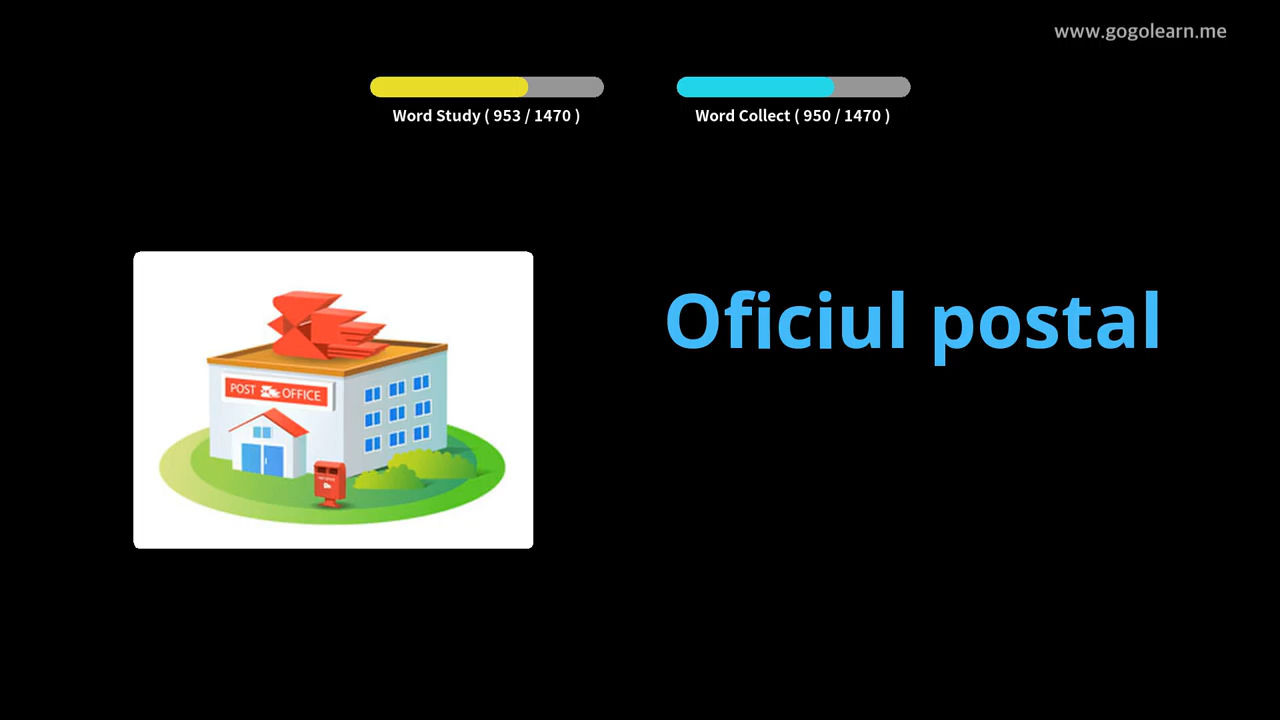 www.gogolearn.me
Word Study ( 953 / 1470 )
Word Collect ( 950 / 1470 )
Oficiul postal
POST OFFICE